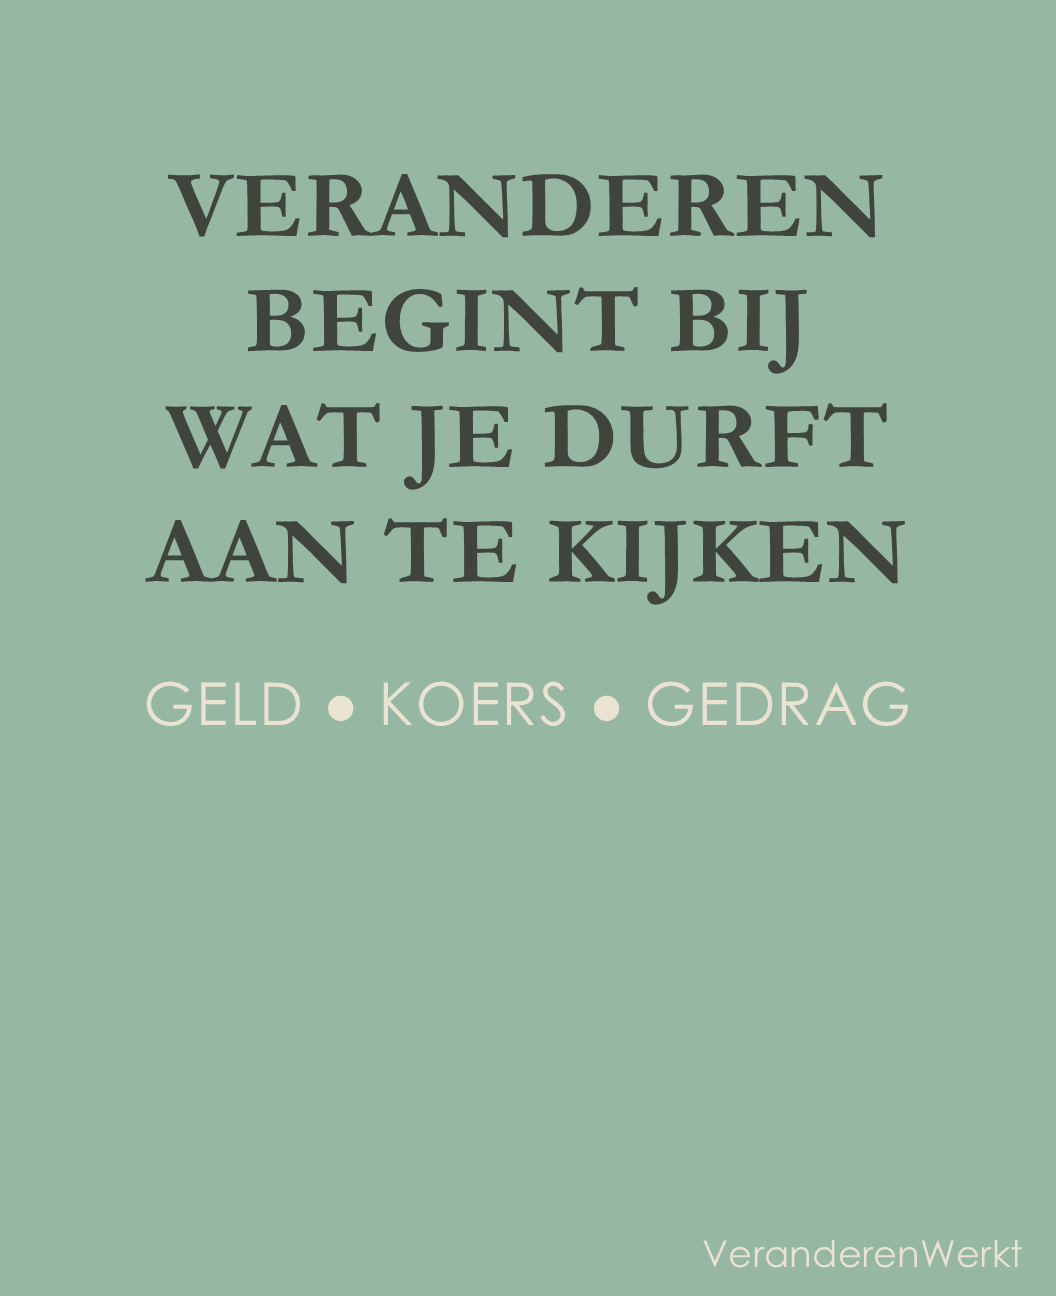 VERANDEREN
BEGINT BIJ
WAT JE DURFT
AAN TE KIJKEN
GELD ● KOERS ● GEDRAG
VeranderenWerkt